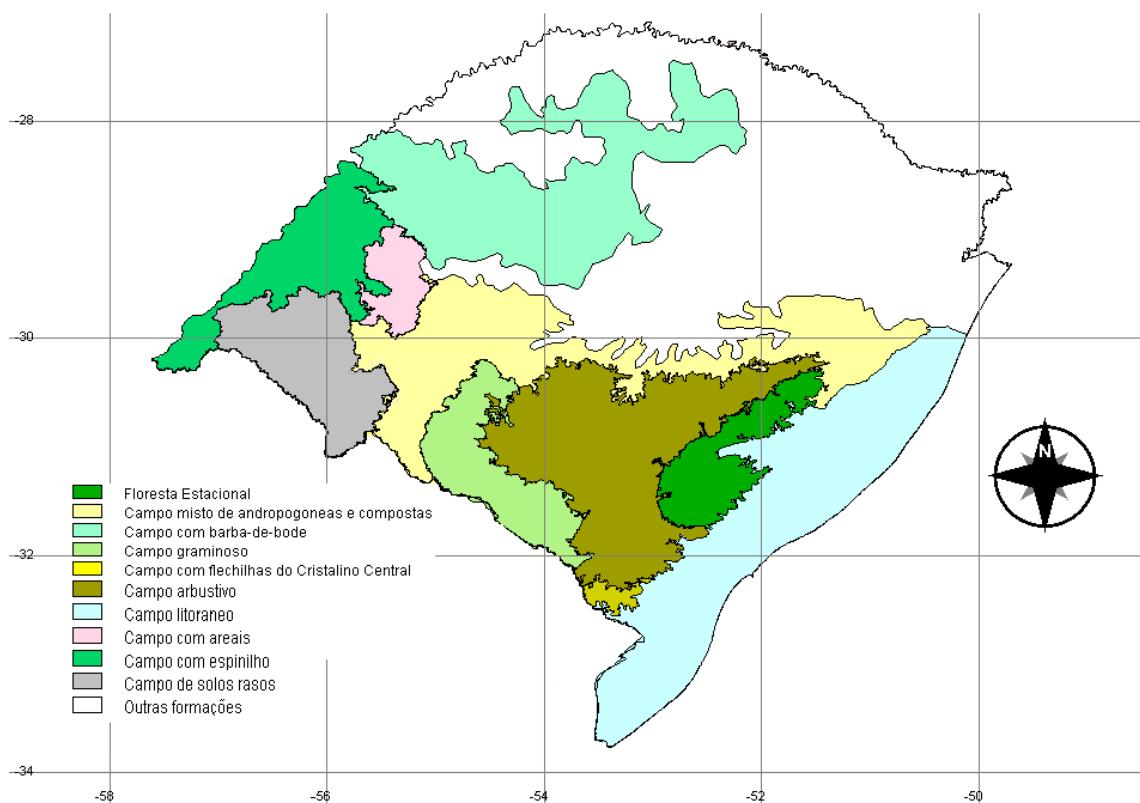 -28
-30
N
Floresta Estacional
Campo misto de andropogoneas e compostas
Campo com barba-de-bode
Campo graminoso
Campo com flechilhas do Cristalino Central
Campo arbustivo
Campo litoraneo
Campo com areais
Campo com espinilho
Campo de solos rasos
Outras formações
-32
-34
-58 -56 -54 -52 -50